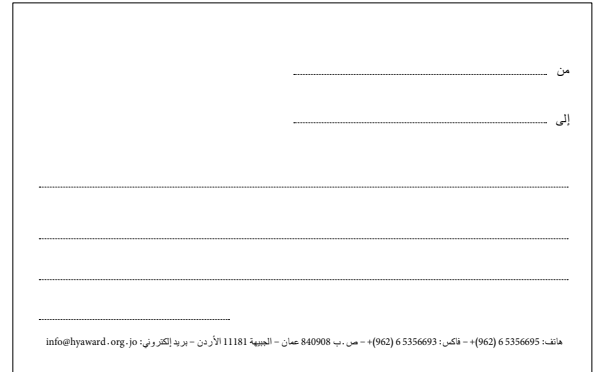 من
إلى
هاتف: 5356695 6 (962)+ – فاكس: 5356693 6 (962)+ – ص.ب 840908 عمان – الجبيهة 11181 الأردن – بريد إلكتروني: info@hyaward.org.jo